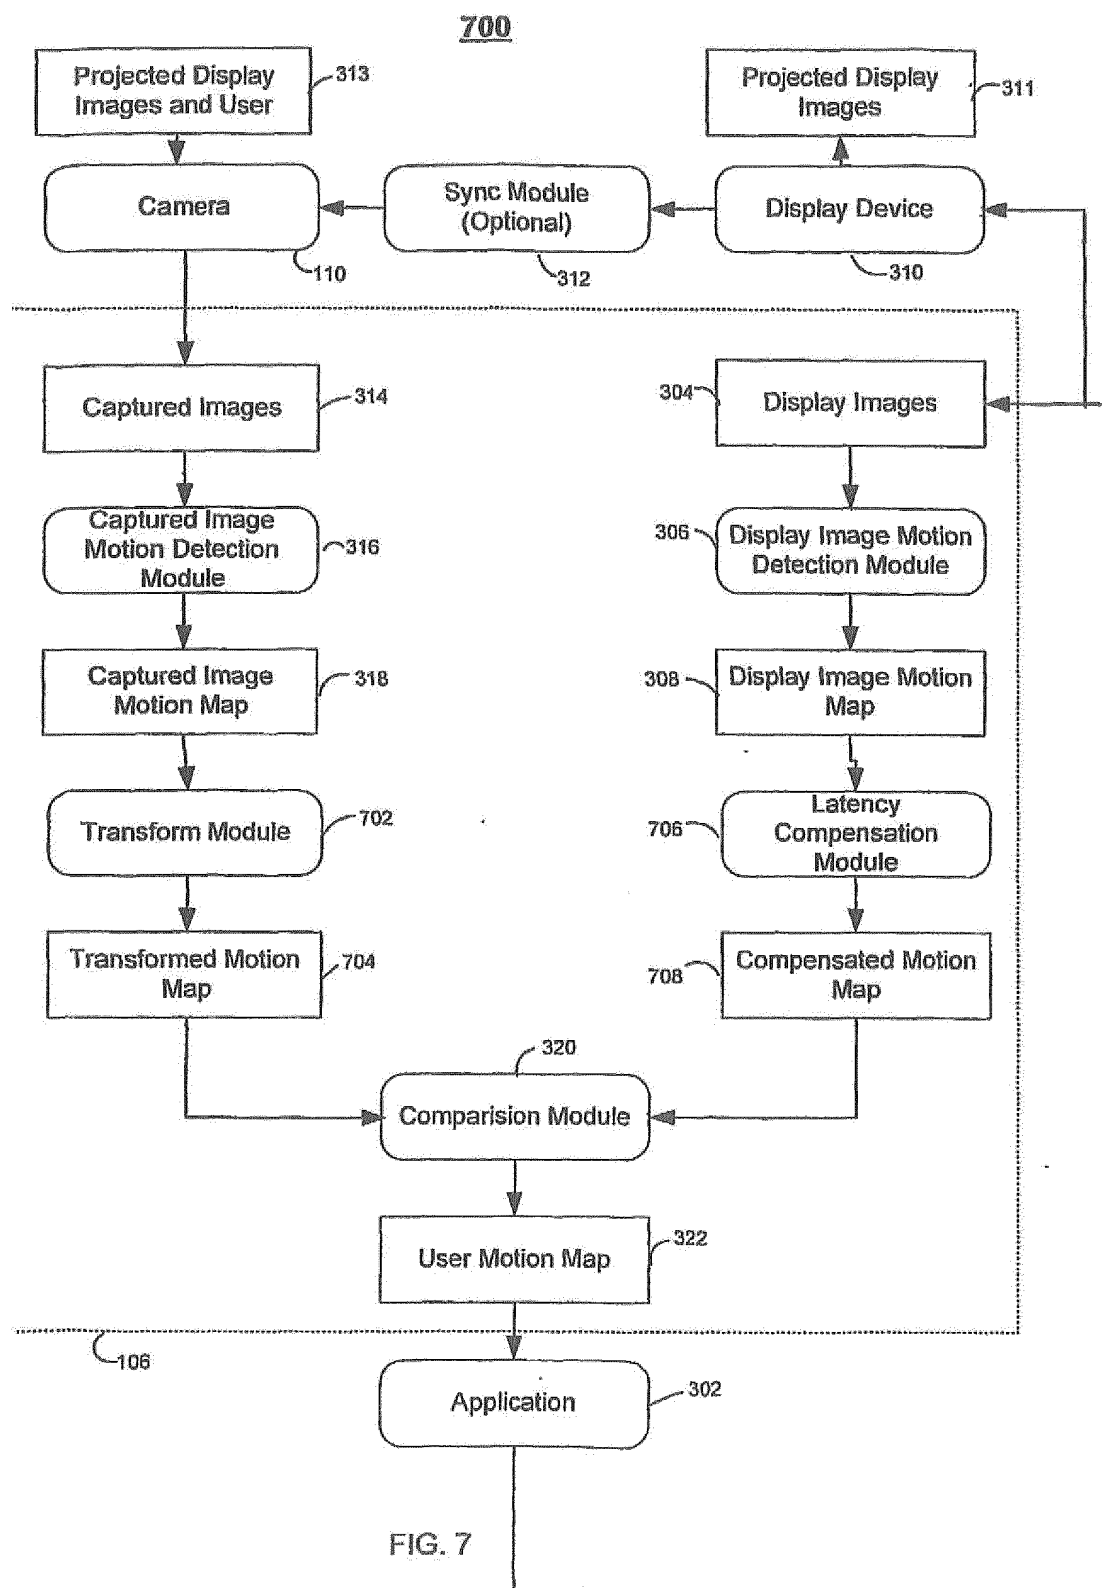 700
Projected Display
Images and User
313
Projected Display
Images
311
Camera
110
Sync Module
(Optional)
312
Display Device
310
Captured Images
314
304
Display Images
Captured Image
Motion Detection
Module
316
306
Display Image Motion
Detection Module
Captured Image
Motion Map
318
308
Display Image Motion
Map
Transform Module
702
706
Latency
Compensation
Module
Transformed Motion
Map
704
708
Compensated Motion
Map
320
Comparision Module
User Motion Map
322
106
Application
302
FIG. 7